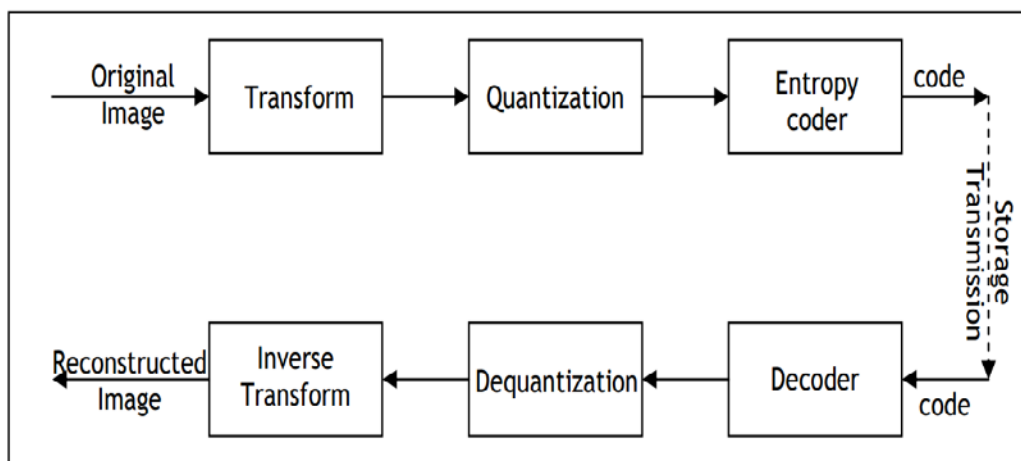 Original
Image
Transform
Quantization
Entropy
coder
code
Storage
Transmission
Reconstructed
Image
Inverse
Transform
Dequantization
Decoder
code